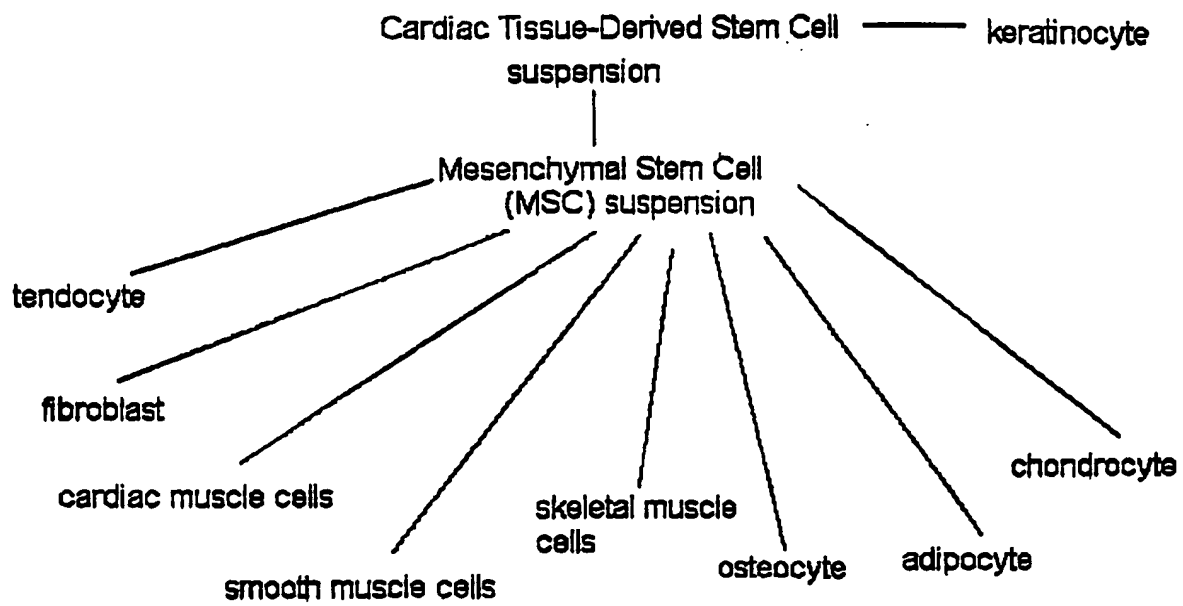 Cardiac Tissue-Derived Stem Cell
suspension
keratinocyte
Mesenchymal Stem Cell
(MSC) suspension
tendocyte
fibroblast
cardiac muscle cells
smooth muscle cells
skeletal muscle
cells
osteocyte
adipocyte
chondrocyte